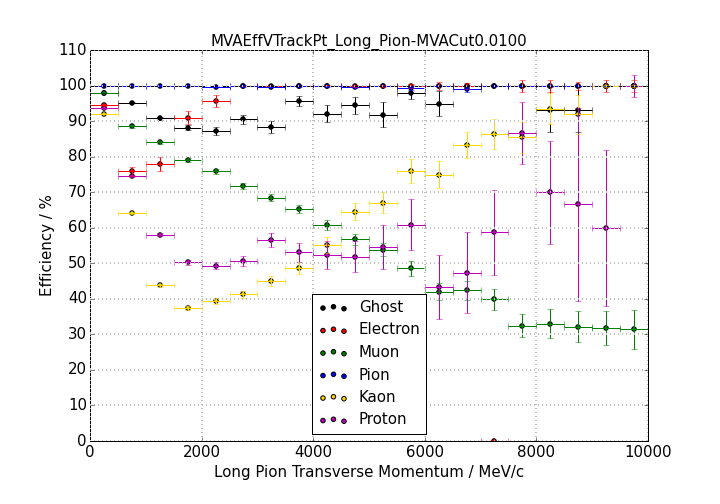 MVAEffVTrackPt_Long_Pion-MVACut0.0100
110
100
90
80
70
60
50
40
30
20
10
0
Efficiency / %
Ghost
Electron
Muon
Pion
Kaon
Proton
0 2000 4000 6000 8000 10000
Long Pion Transverse Momentum / MeV/c